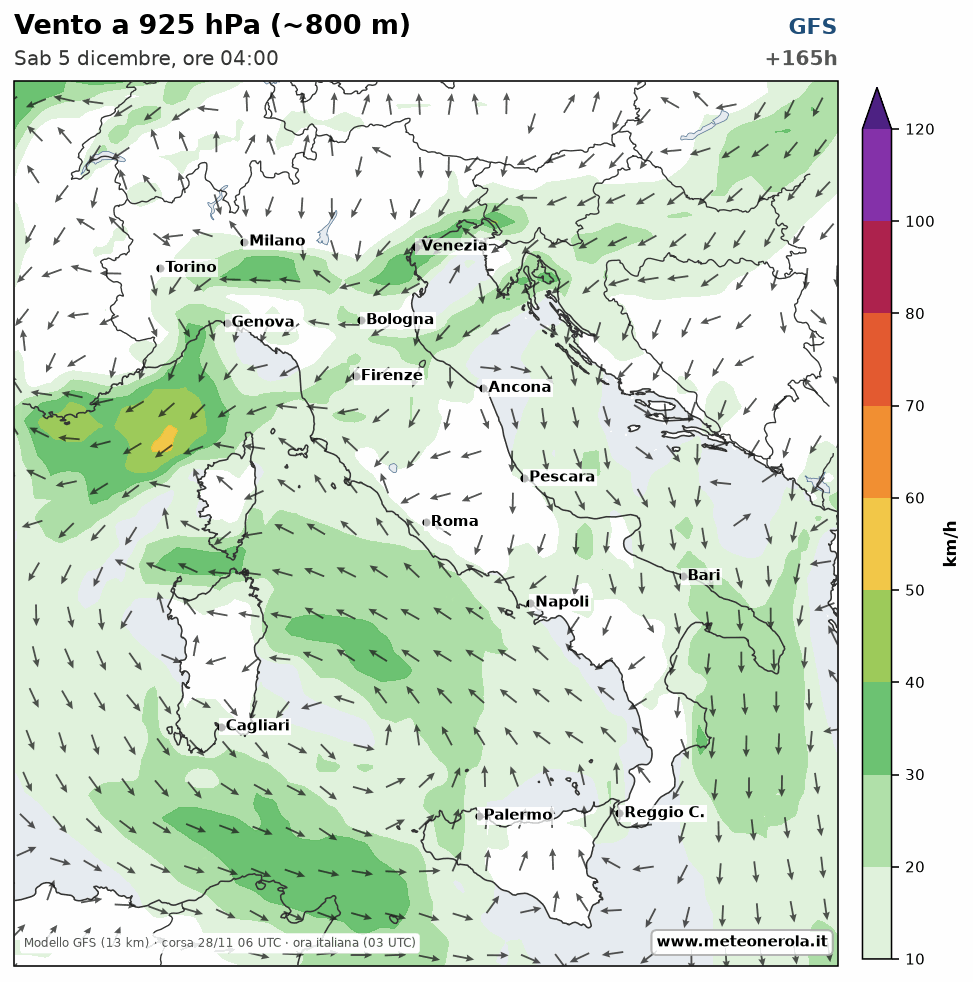 Vento a 925 hPa (~800 m)
GFS
Sab 5 dicembre, ore 04:00
+165h
Milano
Venezia
Torino
Genova
Bologna
Firenze
Ancona
Pescara
Roma
Bari
Napoli
Cagliari
Palermo
Reggio C.
120
100
80
70
60
50
40
30
20
10
km/h
Modello GFS (13 km) · corsa 28/11 06 UTC · ora italiana (03 UTC)
www.meteonerola.it